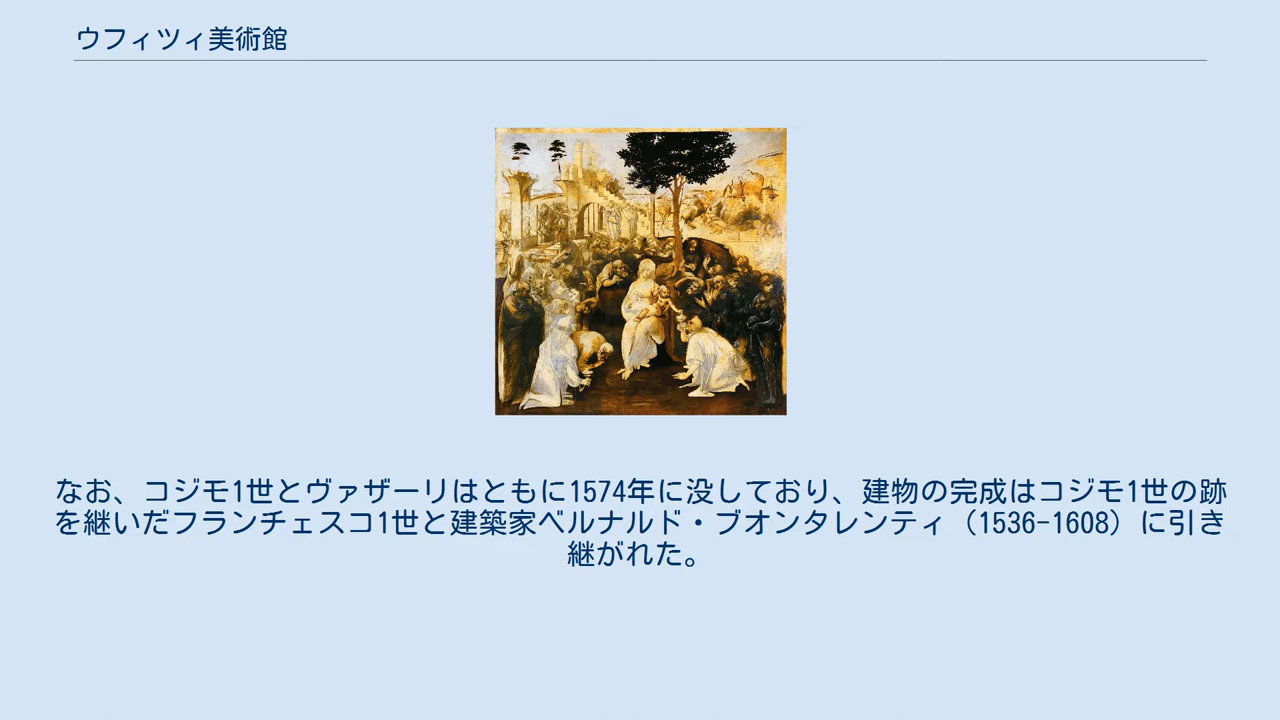 ウフィツィ美術館
なお、コジモ1世とヴァザーリはともに1574年に没しており、建物の完成はコジモ1世の跡
を継いだフランチェスコ1世と建築家ベルナルド・ブオンタレンティ（1536-1608）に引き
継がれた。